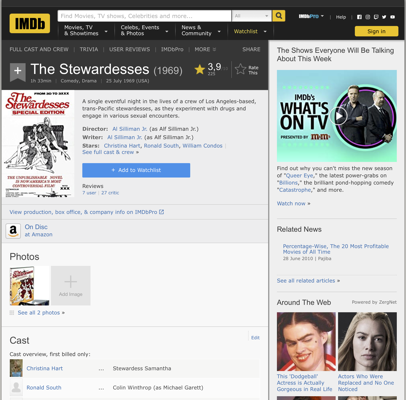 IMDb
Find Movies, TV shows, Celebrities and more...
All
IMDbPro
Help
Movies, TV
& Showtimes
Celebs, Events
& Photos
News &
Community
Watchlist
Sign in
FULL CAST AND CREW | TRIVIA | USER REVIEWS | IMDbPro | MORE
SHARE
The Stewardesses (1969)
1h 33min | Comedy, Drama | 25 July 1969 (USA)
3,9
Rate
This
The
Stewardesses
SPECIAL EDITION
A single eventful night in the lives of a crew of Los Angeles-based,
trans-Pacific stewardesses, as they experiment with drugs and
engage in various sexual encounters.
Director: Al Silliman Jr. (as Alf Silliman Jr.)
Writer: Al Silliman Jr. (as Alf Silliman Jr.)
Stars: Christina Hart, Ronald South, William Condos |
See full cast & crew »
+ Add to Watchlist
Reviews
7 user | 27 critic
View production, box office, & company info on IMDbPro
a
On Disc
at Amazon
Photos
Add Image
See all 2 photos »
Cast
Edit
Cast overview, first billed only:
Christina Hart ... Stewardess Samantha
Ronald South ... Colin Winthrop (as Michael Garett)
The Shows Everyone Will Be Talking
About This Week
IMDb's
WHAT'S ON
TV
PRESENTED BY
Find out why you can't miss the new season
of "Queer Eye," the latest power-grabs on
"Billions," the brilliant pond-hopping comedy
"Catastrophe," and more.
Watch now »
Related News
Percentage-Wise, The 20 Most Profitable
Movies of All Time
28 June 2010 | Pajiba
See all related articles »
Around The Web
Powered by ZergNet
This 'Dodgeball'
Actress is Actually
Gorgeous in Real Life
Actors Who Were
Replaced and No One
Noticed